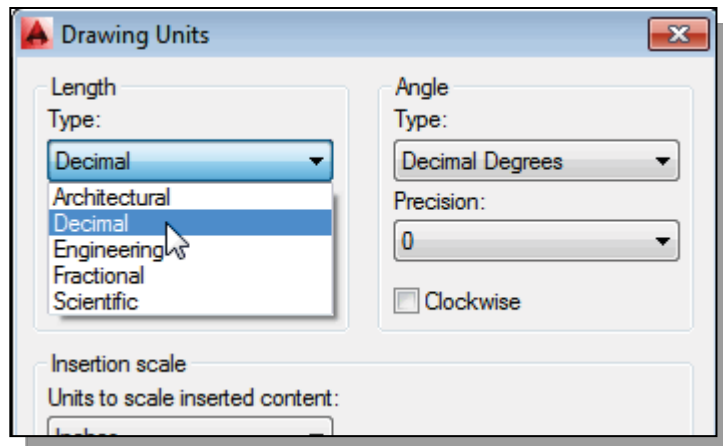 Drawing Units
Length
Type:
Decimal
Architectural
Decimal
Engineering
Fractional
Scientific
Angle
Type:
Decimal Degrees
Precision:
0
Clockwise
Insertion scale
Units to scale inserted content: